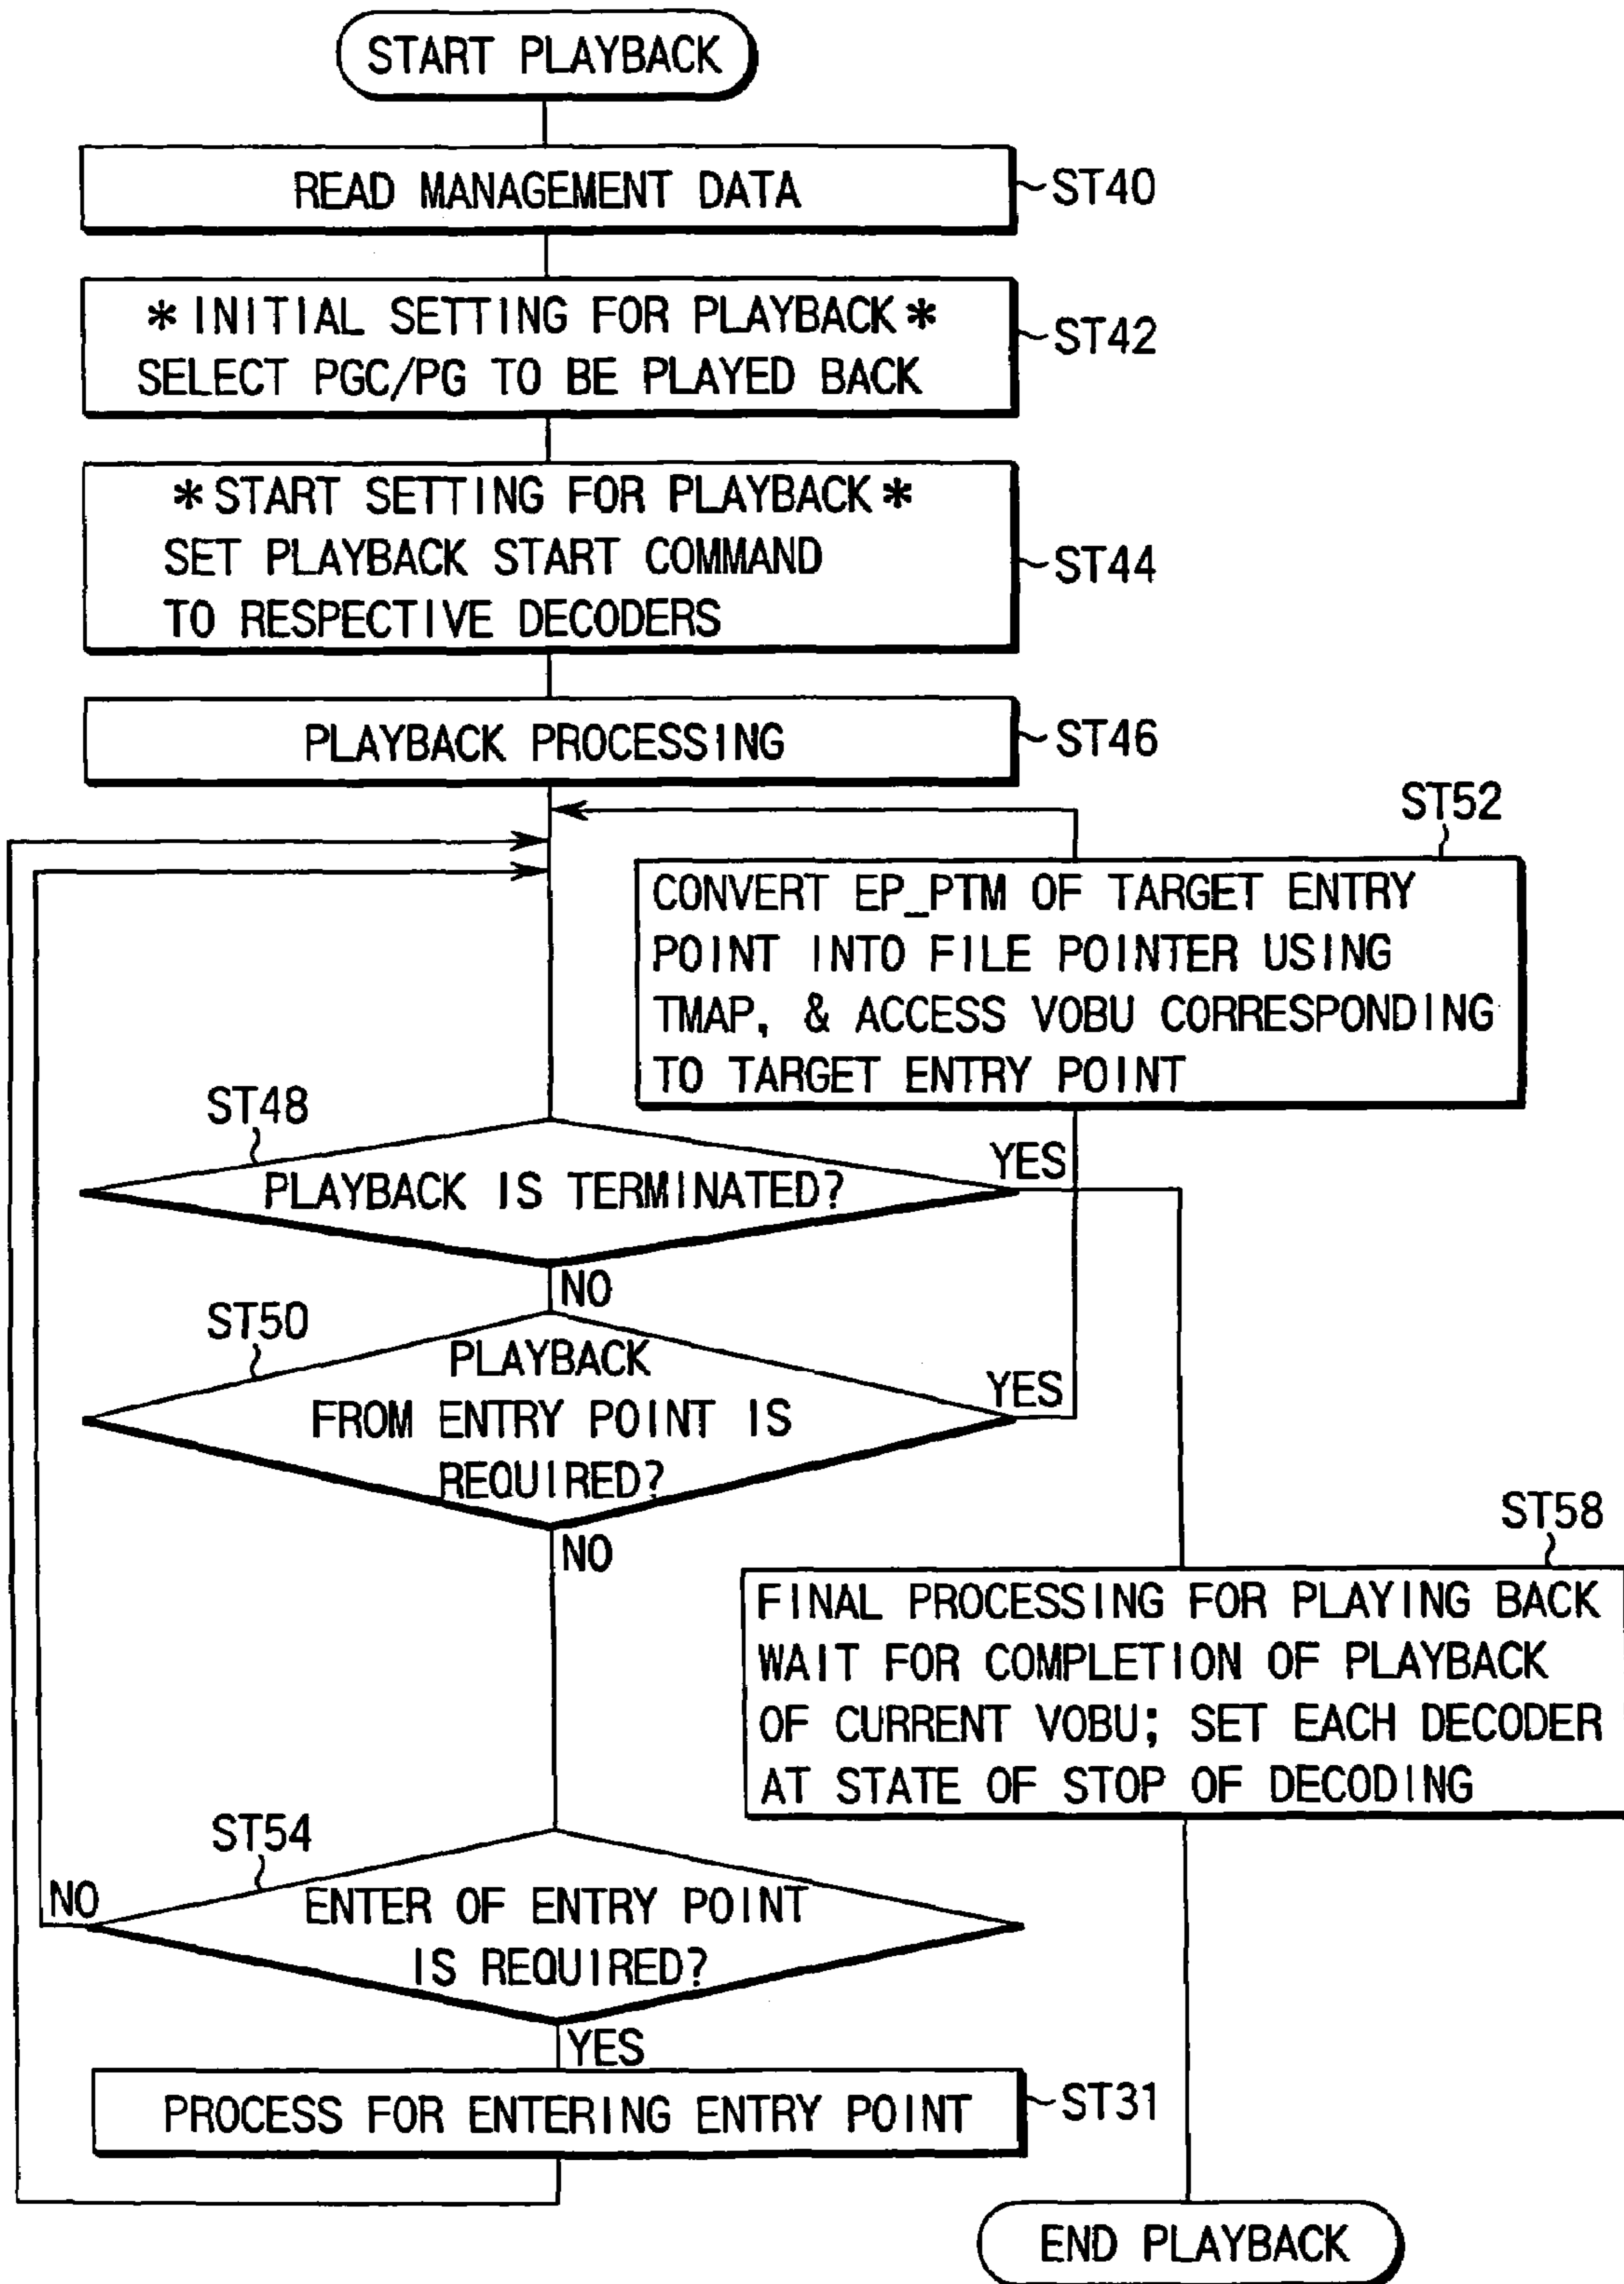 START PLAYBACK
READ MANAGEMENT DATA
ST40
* INITIAL SETTING FOR PLAYBACK *
SELECT PGC/PG TO BE PLAYED BACK
ST42
* START SETTING FOR PLAYBACK *
SET PLAYBACK START COMMAND
TO RESPECTIVE DECODERS
ST44
PLAYBACK PROCESSING
ST46
ST52
CONVERT EP_PTM OF TARGET ENTRY
POINT INTO FILE POINTER USING
TMAP, & ACCESS VOBU CORRESPONDING
TO TARGET ENTRY POINT
ST48
PLAYBACK IS TERMINATED?
YES
NO
ST50
PLAYBACK
FROM ENTRY POINT IS
REQUIRED?
YES
NO
ST58
FINAL PROCESSING FOR PLAYING BACK
WAIT FOR COMPLETION OF PLAYBACK
OF CURRENT VOBU; SET EACH DECODER
AT STATE OF STOP OF DECODING
ST54
NO
ENTER OF ENTRY POINT
IS REQUIRED?
YES
PROCESS FOR ENTERING ENTRY POINT
ST31
END PLAYBACK